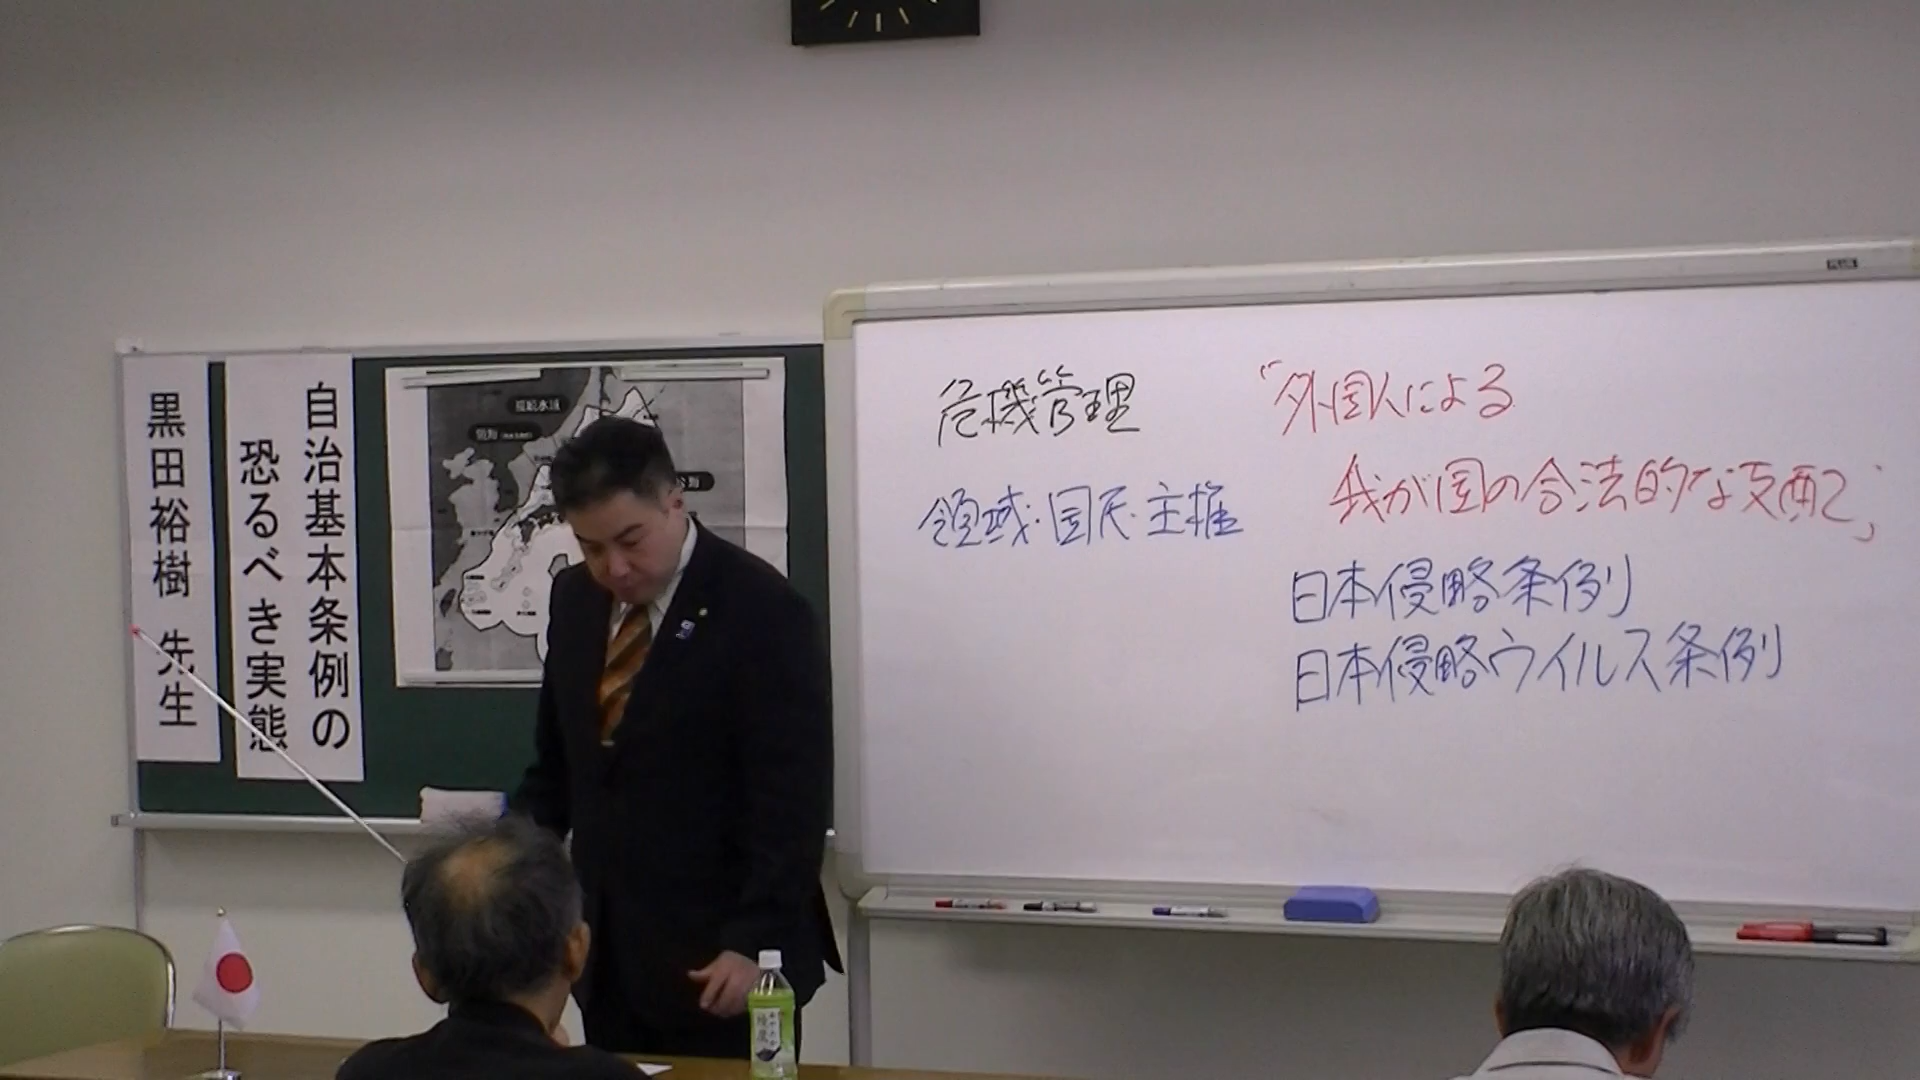 自治基本条例の
恐るべき実態
黒田裕樹 先生
危機管理
領域・国民・主権
「外国人による
我が国の合法的な支配」
日本侵略条例
日本侵略ウイルス条例
PLUS